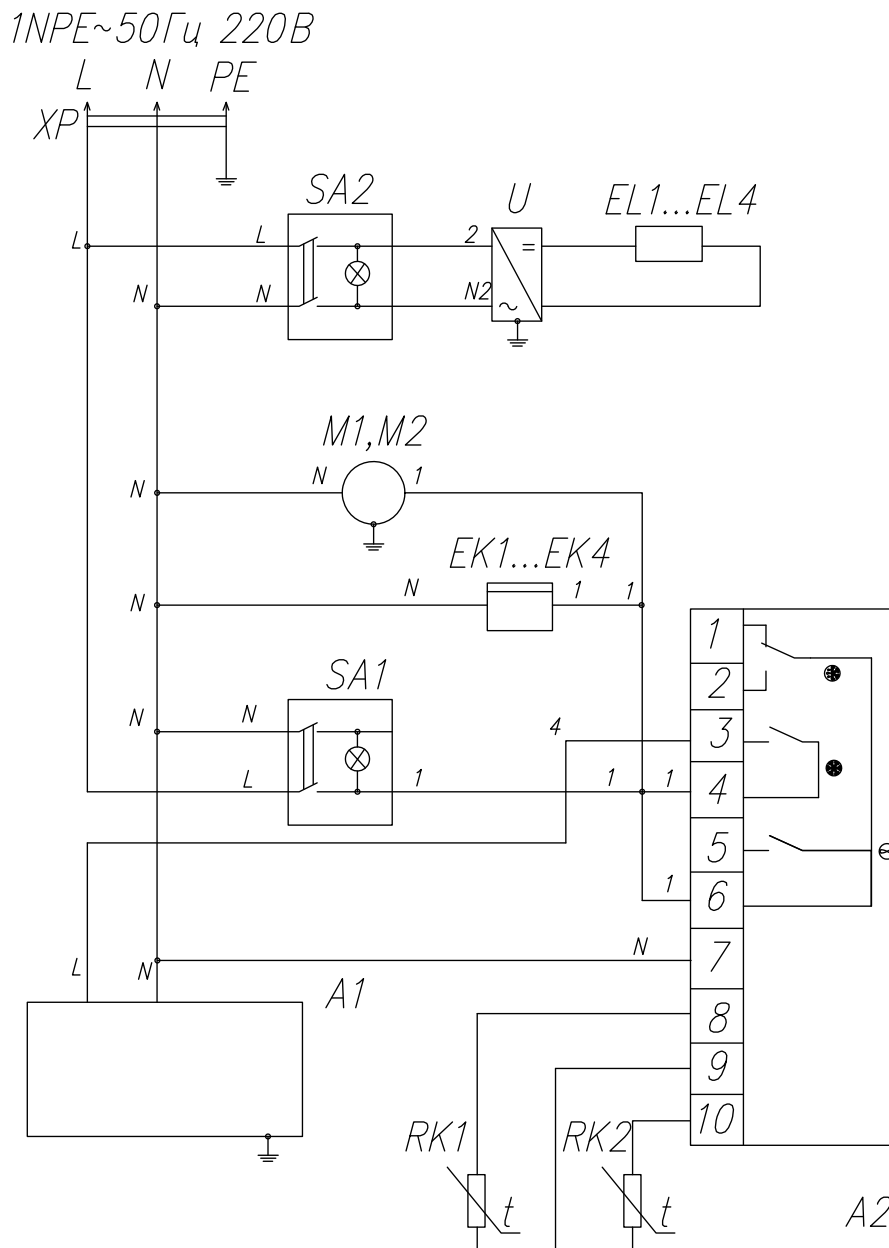 1NPE~50Гц 220В
L N PE
XP
SA2 U EL1...EL4
L L 2 =
N N N2 ~
M1,M2
N N 1
EK1...EK4
N N 1 1
1
SA1 2
N N 4 3
L 1 1 1 4
5
1 6
N 7
L N A1
8
9
RK1 RK2 10
t t A2